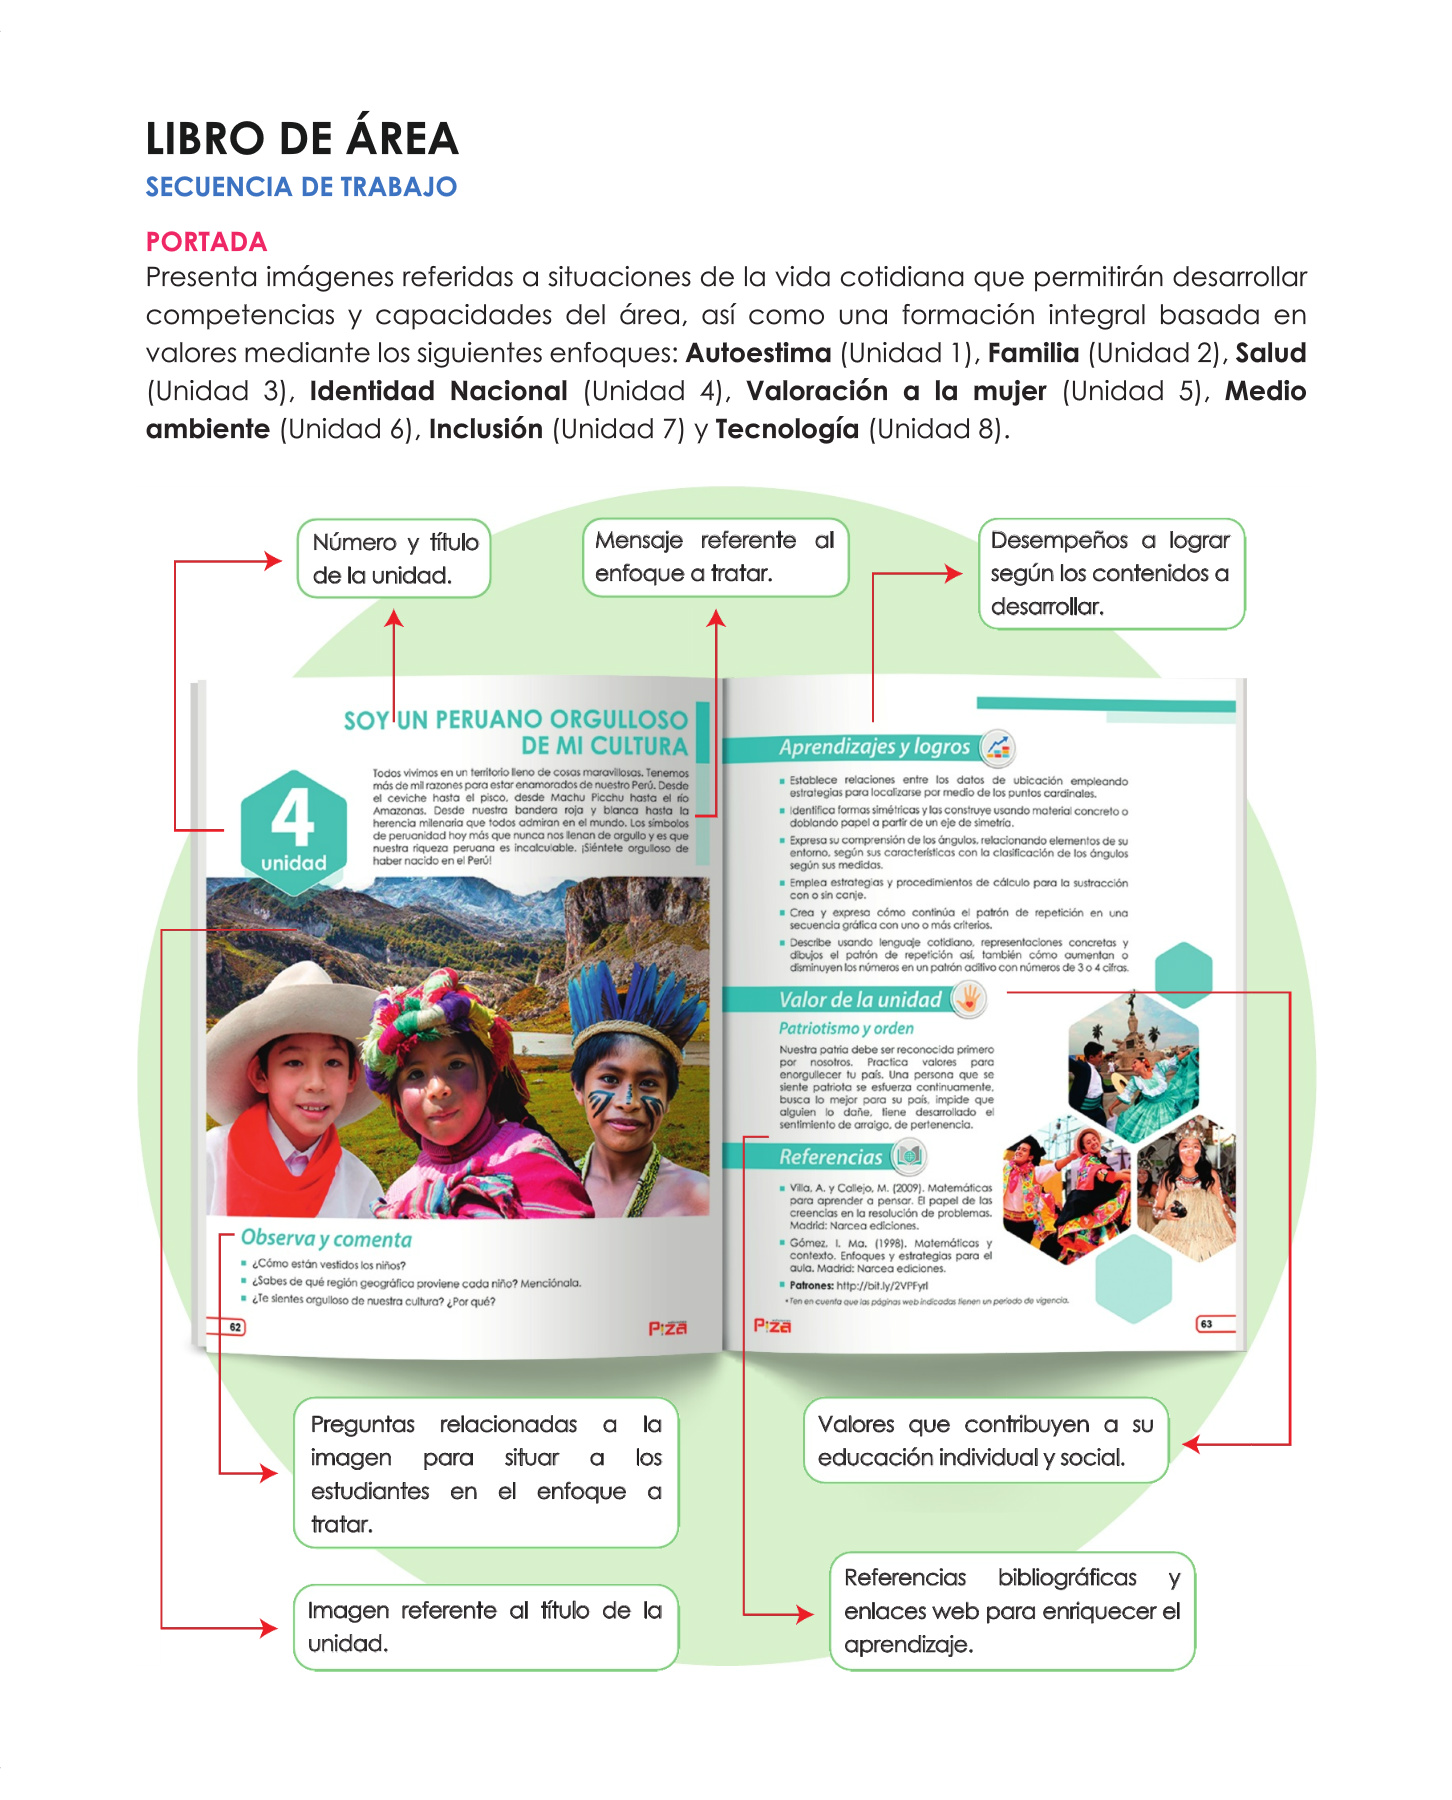 LIBRO DE ÁREA
SECUENCIA DE TRABAJO
PORTADA
Presenta imágenes referidas a situaciones de la vida cotidiana que permitirán desarrollar
competencias y capacidades del área, así como una formación integral basada en
valores mediante los siguientes enfoques: Autoestima (Unidad 1), Familia (Unidad 2), Salud
(Unidad 3), Identidad Nacional (Unidad 4), Valoración a la mujer (Unidad 5), Medio
ambiente (Unidad 6), Inclusión (Unidad 7) y Tecnología (Unidad 8).
Número y título
de la unidad.
Mensaje referente al
enfoque a tratar.
Desempeños a lograr
según los contenidos a
desarrollar.
SOY UN PERUANO ORGULLOSO
DE MI CULTURA
4
unidad
Todos vivimos en un territorio lleno de cosas maravillosas. Tenemos
más de mil razones para estar enamorados de nuestro Perú. Desde
el ceviche hasta el pisco, desde Machu Picchu hasta el río
Amazonas. Desde nuestra bandera roja y blanca hasta la
herencia milenaria que todos admiran en el mundo. Los símbolos
de peruanidad hoy más que nunca nos llenan de orgullo y es que
nuestra riqueza peruana es incalculable. ¡Siéntete orgulloso de
haber nacido en el Perú!
Observa y comenta
¿Cómo están vestidos los niños?
¿Sabes de qué región geográfica proviene cada niño? Menciónala.
¿Te sientes orgulloso de nuestra cultura? ¿Por qué?
62
Piza
Aprendizajes y logros
Establece relaciones entre los datos de ubicación empleando
estrategias para localizarse por medio de los puntos cardinales.
Identifica formas simétricas y las construye usando material concreto o
doblando papel a partir de un eje de simetría.
Expresa su comprensión de los ángulos, relacionando elementos de su
entorno, según sus características con la clasificación de los ángulos
según sus medidas.
Emplea estrategias y procedimientos de cálculo para la sustracción
con o sin canje.
Crea y expresa cómo continúa el patrón de repetición en una
secuencia gráfica con uno o más criterios.
Describe usando lenguaje cotidiano, representaciones concretas y
dibujos el patrón de repetición así, también cómo aumentan o
disminuyen los números en un patrón aditivo con números de 3 o 4 cifras.
Valor de la unidad
Patriotismo y orden
Nuestra patria debe ser reconocida primero
por nosotros. Practica valores para
enorgullecer tu país. Una persona que se
siente patriota se esfuerza continuamente,
busca lo mejor para su país, impide que
alguien lo dañe, tiene desarrollado el
sentimiento de arraigo, de pertenencia.
Referencias
Villa, A. y Callejo, M. (2009). Matemáticas
para aprender a pensar. El papel de las
creencias en la resolución de problemas.
Madrid: Narcea ediciones.
Gómez, I. Ma. (1998). Matemáticas y
contexto. Enfoques y estrategias para el
aula. Madrid: Narcea ediciones.
Patrones: http://bit.ly/2VPFyrl
* Ten en cuenta que las páginas web indicadas tienen un periodo de vigencia.
Piza
63
Preguntas relacionadas a la
imagen para situar a los
estudiantes en el enfoque a
tratar.
Imagen referente al título de la
unidad.
Valores que contribuyen a su
educación individual y social.
Referencias bibliográficas y
enlaces web para enriquecer el
aprendizaje.